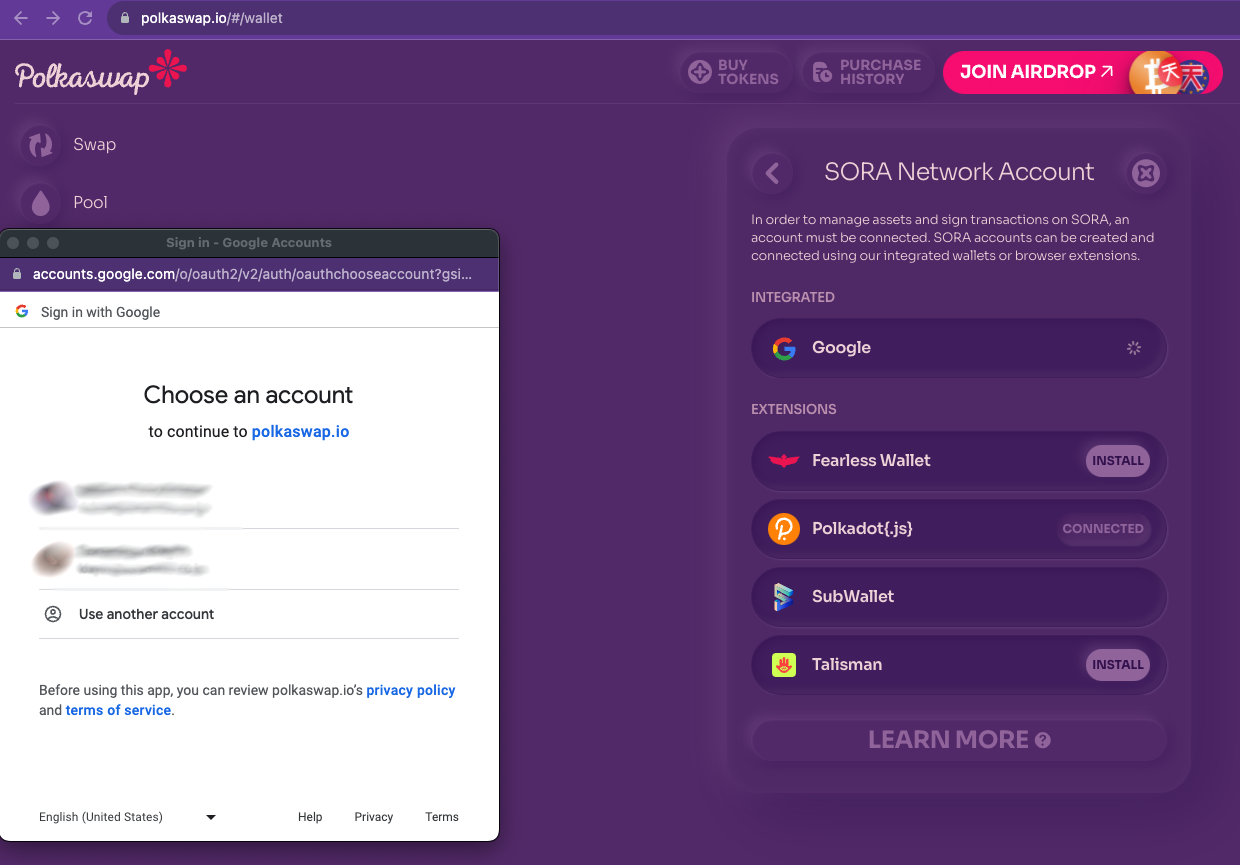 polkaswap.io/#/wallet
Polkaswap
BUY
TOKENS
PURCHASE
HISTORY
JOIN AIRDROP
Swap
Pool
Sign in - Google Accounts
accounts.google.com/o/oauth2/v2/auth/oauthchooseaccount?gsi...
Sign in with Google
Choose an account
to continue to polkaswap.io
Use another account
Before using this app, you can review polkaswap.io's privacy policy
and terms of service.
English (United States)
Help
Privacy
Terms
SORA Network Account
In order to manage assets and sign transactions on SORA, an
account must be connected. SORA accounts can be created and
connected using our integrated wallets or browser extensions.
INTEGRATED
Google
EXTENSIONS
Fearless Wallet
INSTALL
Polkadot{.js}
CONNECTED
SubWallet
Talisman
INSTALL
LEARN MORE ?